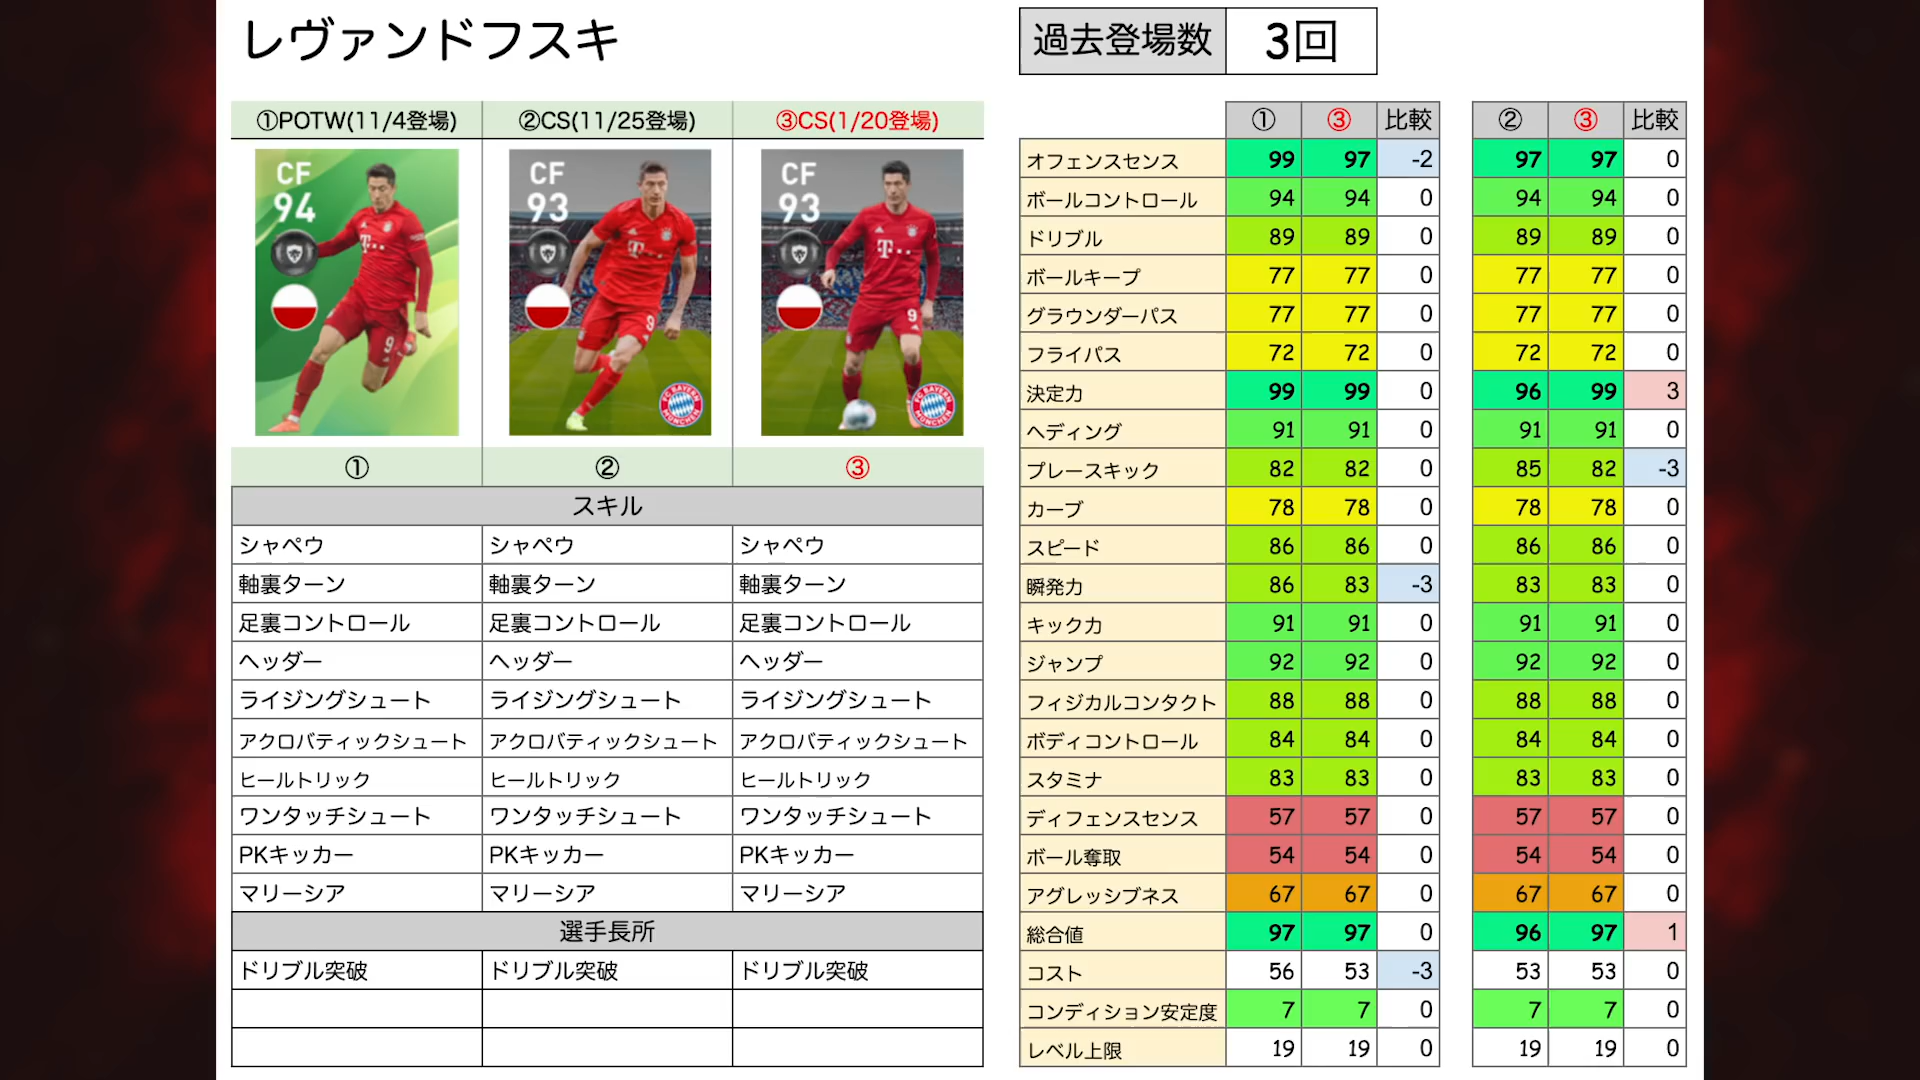 レヴァンドフスキ
過去登場数 3回
①POTW(11/4登場) ②CS(11/25登場) ③CS(1/20登場)
CF 94 CF 93 CF 93
T ·· T ·· T ··
9 9 9
FC BAYERN MÜNCHEN FC BAYERN MÜNCHEN
① ② ③
スキル
シャペウ シャペウ シャペウ
軸裏ターン 軸裏ターン 軸裏ターン
足裏コントロール 足裏コントロール 足裏コントロール
ヘッダー ヘッダー ヘッダー
ライジングシュート ライジングシュート ライジングシュート
アクロバティックシュート アクロバティックシュート アクロバティックシュート
ヒールトリック ヒールトリック ヒールトリック
ワンタッチシュート ワンタッチシュート ワンタッチシュート
PKキッカー PKキッカー PKキッカー
マリーシア マリーシア マリーシア
選手長所
ドリブル突破 ドリブル突破 ドリブル突破
① ③ 比較 ② ③ 比較
オフェンスセンス 99 97 -2 97 97 0
ボールコントロール 94 94 0 94 94 0
ドリブル 89 89 0 89 89 0
ボールキープ 77 77 0 77 77 0
グラウンダーパス 77 77 0 77 77 0
フライパス 72 72 0 72 72 0
決定力 99 99 0 96 99 3
ヘディング 91 91 0 91 91 0
プレースキック 82 82 0 85 82 -3
カーブ 78 78 0 78 78 0
スピード 86 86 0 86 86 0
瞬発力 86 83 -3 83 83 0
キック力 91 91 0 91 91 0
ジャンプ 92 92 0 92 92 0
フィジカルコンタクト 88 88 0 88 88 0
ボディコントロール 84 84 0 84 84 0
スタミナ 83 83 0 83 83 0
ディフェンスセンス 57 57 0 57 57 0
ボール奪取 54 54 0 54 54 0
アグレッシブネス 67 67 0 67 67 0
総合値 97 97 0 96 97 1
コスト 56 53 -3 53 53 0
コンディション安定度 7 7 0 7 7 0
レベル上限 19 19 0 19 19 0